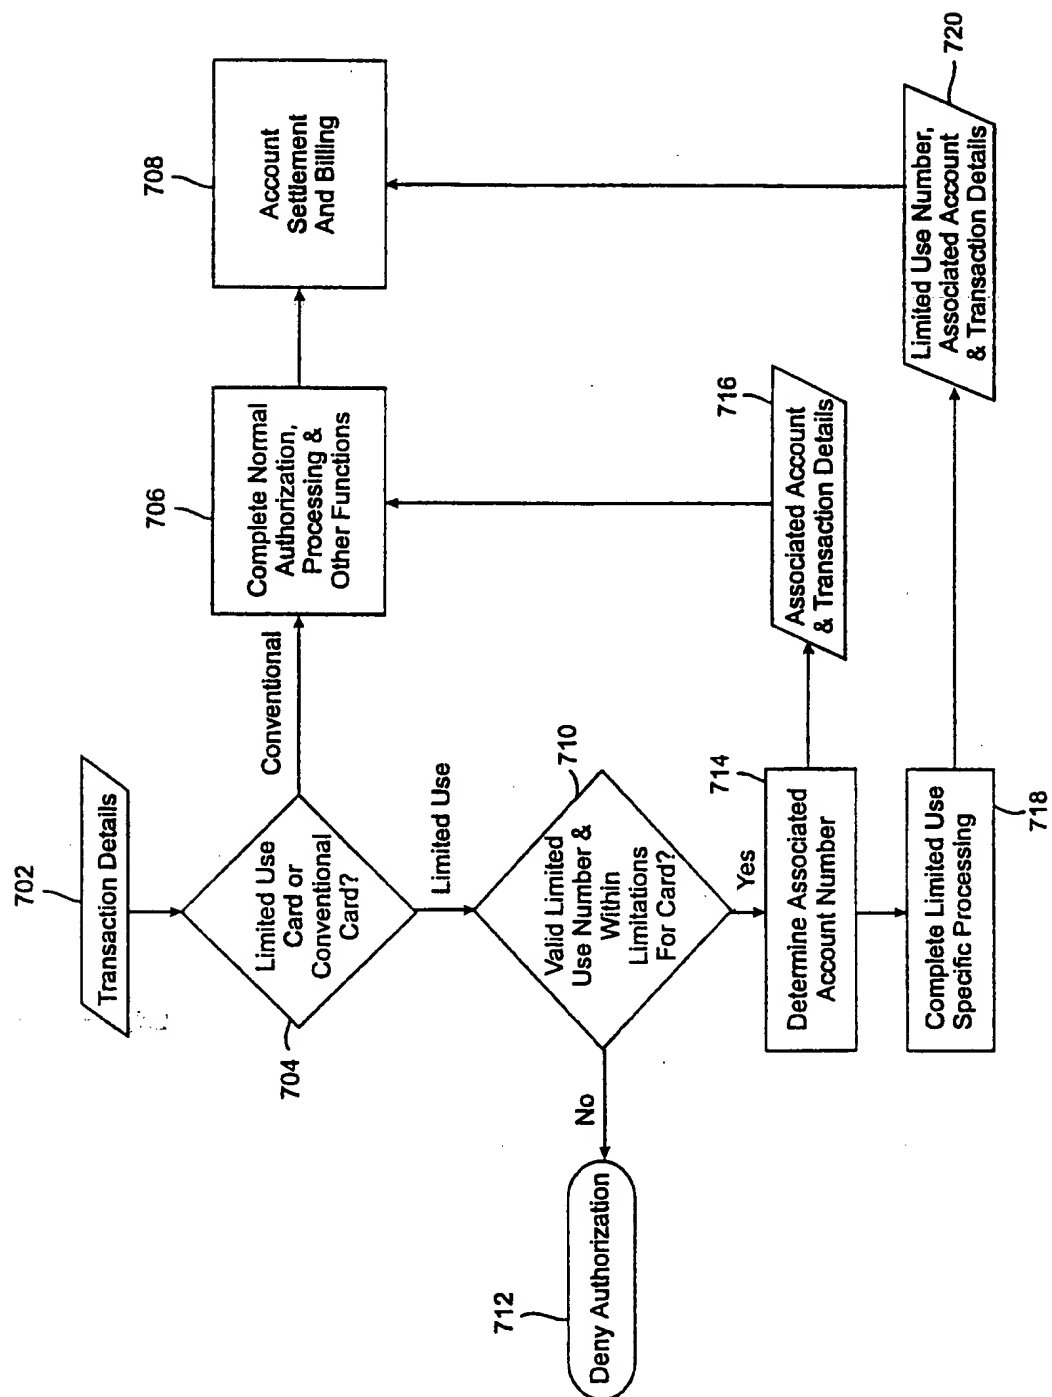 702
Transaction Details
704
Limited Use
Card or
Conventional
Card?
Conventional
706
Complete Normal
Authorization,
Processing &
Other Functions
708
Account
Settlement
And Billing
Limited Use
710
Valid Limited
Use Number &
Within
Limitations
For Card?
No
712
Deny Authorization
Yes
714
Determine Associated
Account Number
716
Associated Account
& Transaction Details
Complete Limited Use
Specific Processing
718
720
Limited Use Number,
Associated Account
& Transaction Details